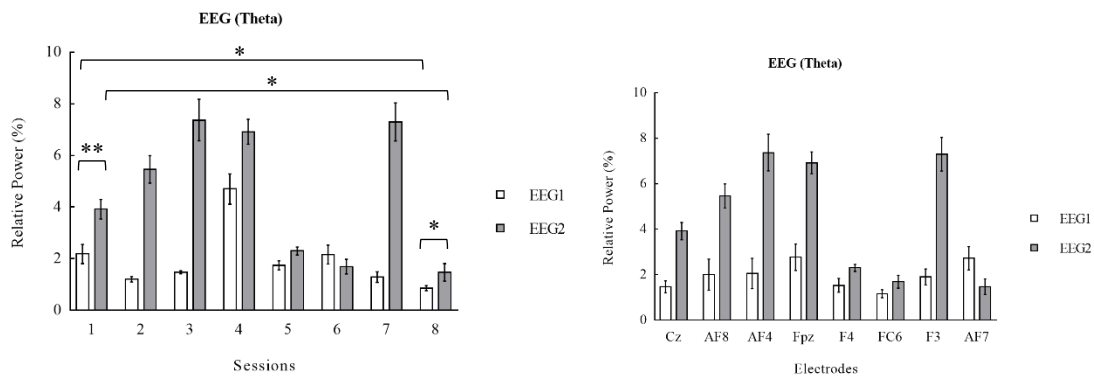 EEG (Theta)
Relative Power (%)
10
8
6
4
2
0
*
*
**
*
1 2 3 4 5 6 7 8
Sessions
EEG1
EEG2
EEG (Theta)
Relative Power (%)
10
8
6
4
2
0
Cz AF8 AF4 Fpz F4 FC6 F3 AF7
Electrodes
EEG1
EEG2